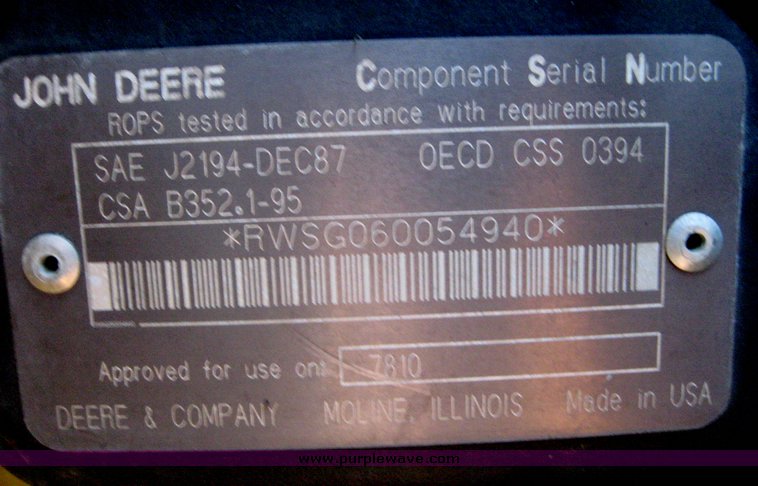 JOHN DEERE Component Serial Number
ROPS tested in accordance with requirements:
SAE J2194-DEC87 OECD CSS 0394
CSA B352.1-95
*RWSG060054940*
Approved for use on: 7810
DEERE & COMPANY MOLINE, ILLINOIS Made in USA
www.purplewave.com